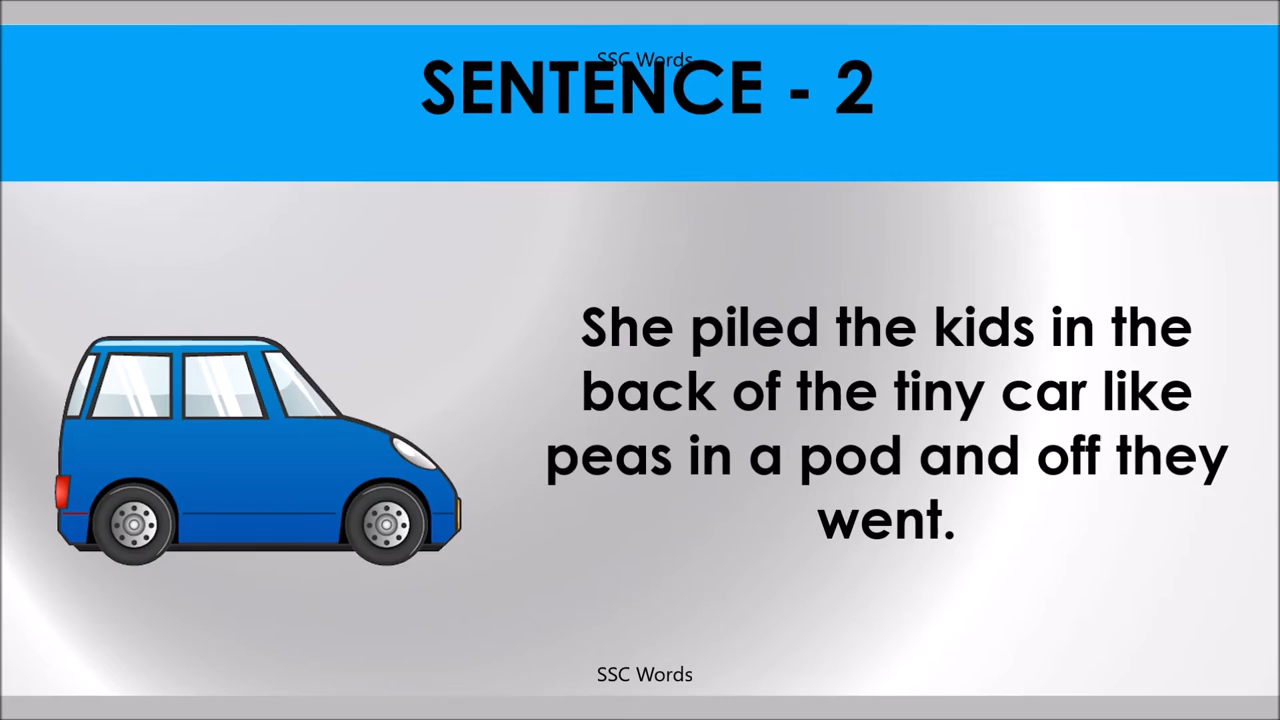 SSC Words
SENTENCE - 2
She piled the kids in the
back of the tiny car like
peas in a pod and off they
went.
SSC Words